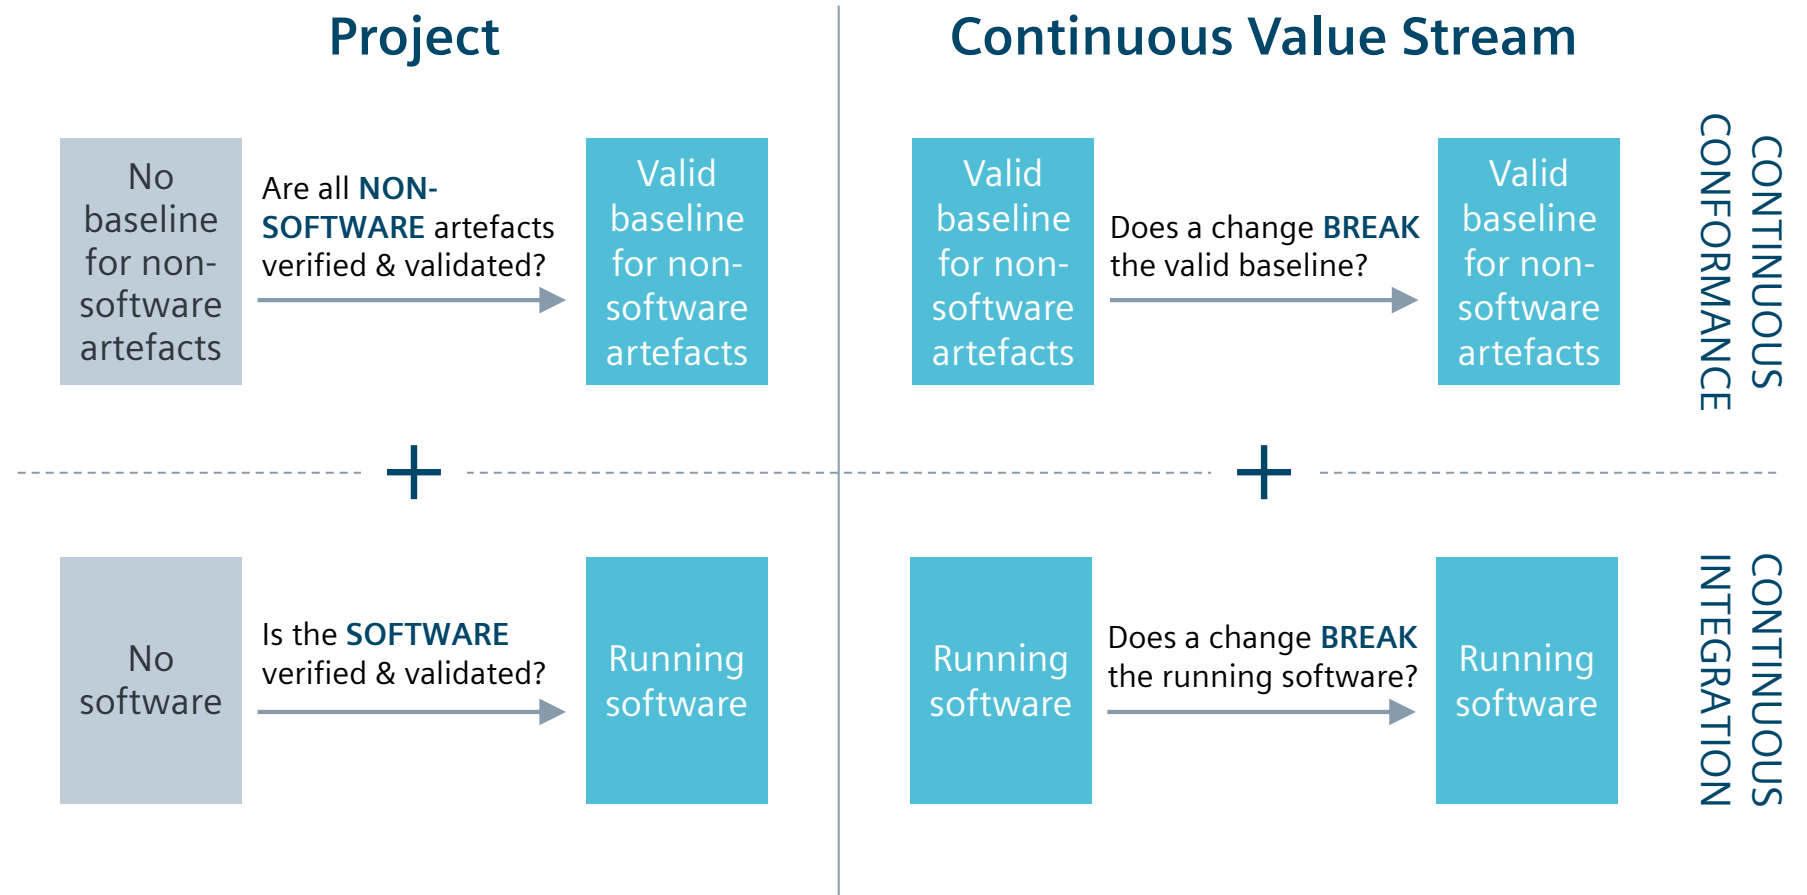 Project
Continuous Value Stream
No
baseline
for non-
software
artefacts
Are all NON-
SOFTWARE artefacts
verified & validated?
Valid
baseline
for non-
software
artefacts
Valid
baseline
for non-
software
artefacts
Does a change BREAK
the valid baseline?
Valid
baseline
for non-
software
artefacts
CONTINUOUS
CONFORMANCE
+
+
No
software
Is the SOFTWARE
verified & validated?
Running
software
Running
software
Does a change BREAK
the running software?
Running
software
CONTINUOUS
INTEGRATION